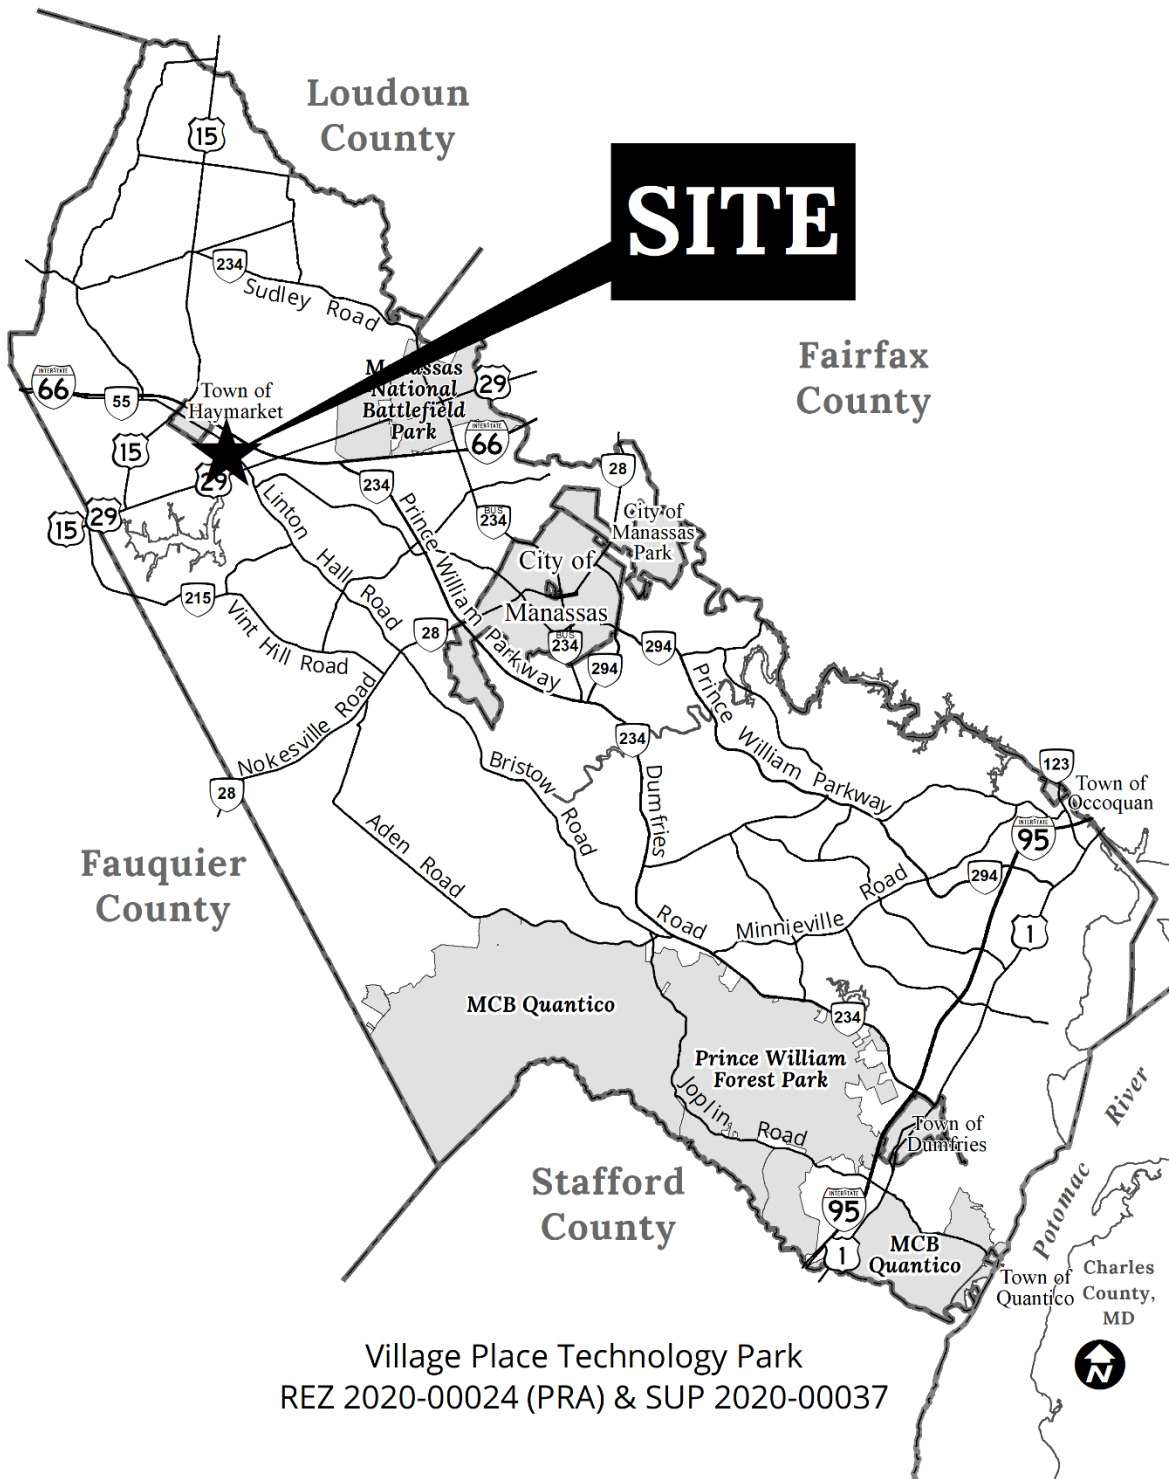 Loudoun
County
15
SITE
234
Sudley Road
Fairfax
County
Manassas
National
Battlefield
Park
29
INTERSTATE
66
55
Town of
Haymarket
15
INTERSTATE
66
29
28
234
15
29
BUS
234
City of
Manassas
Park
Linton Hall Road
Prince William Parkway
City of
Manassas
215
Vint Hill Road
28
BUS
234
294
294
Nokesville Road
28
Prince William Parkway
234
Bristow Road
Dumfries Road
123
Town of
Occoquan
INTERSTATE
95
Aden Road
Fauquier
County
294
Minnieville Road
1
MCB Quantico
234
Prince William
Forest Park
Joplin Road
Town of
Dumfries
Potomac River
Stafford
County
INTERSTATE
95
1
MCB
Quantico
Town of
Quantico
Charles
County,
MD
N
Village Place Technology Park
REZ 2020-00024 (PRA) & SUP 2020-00037